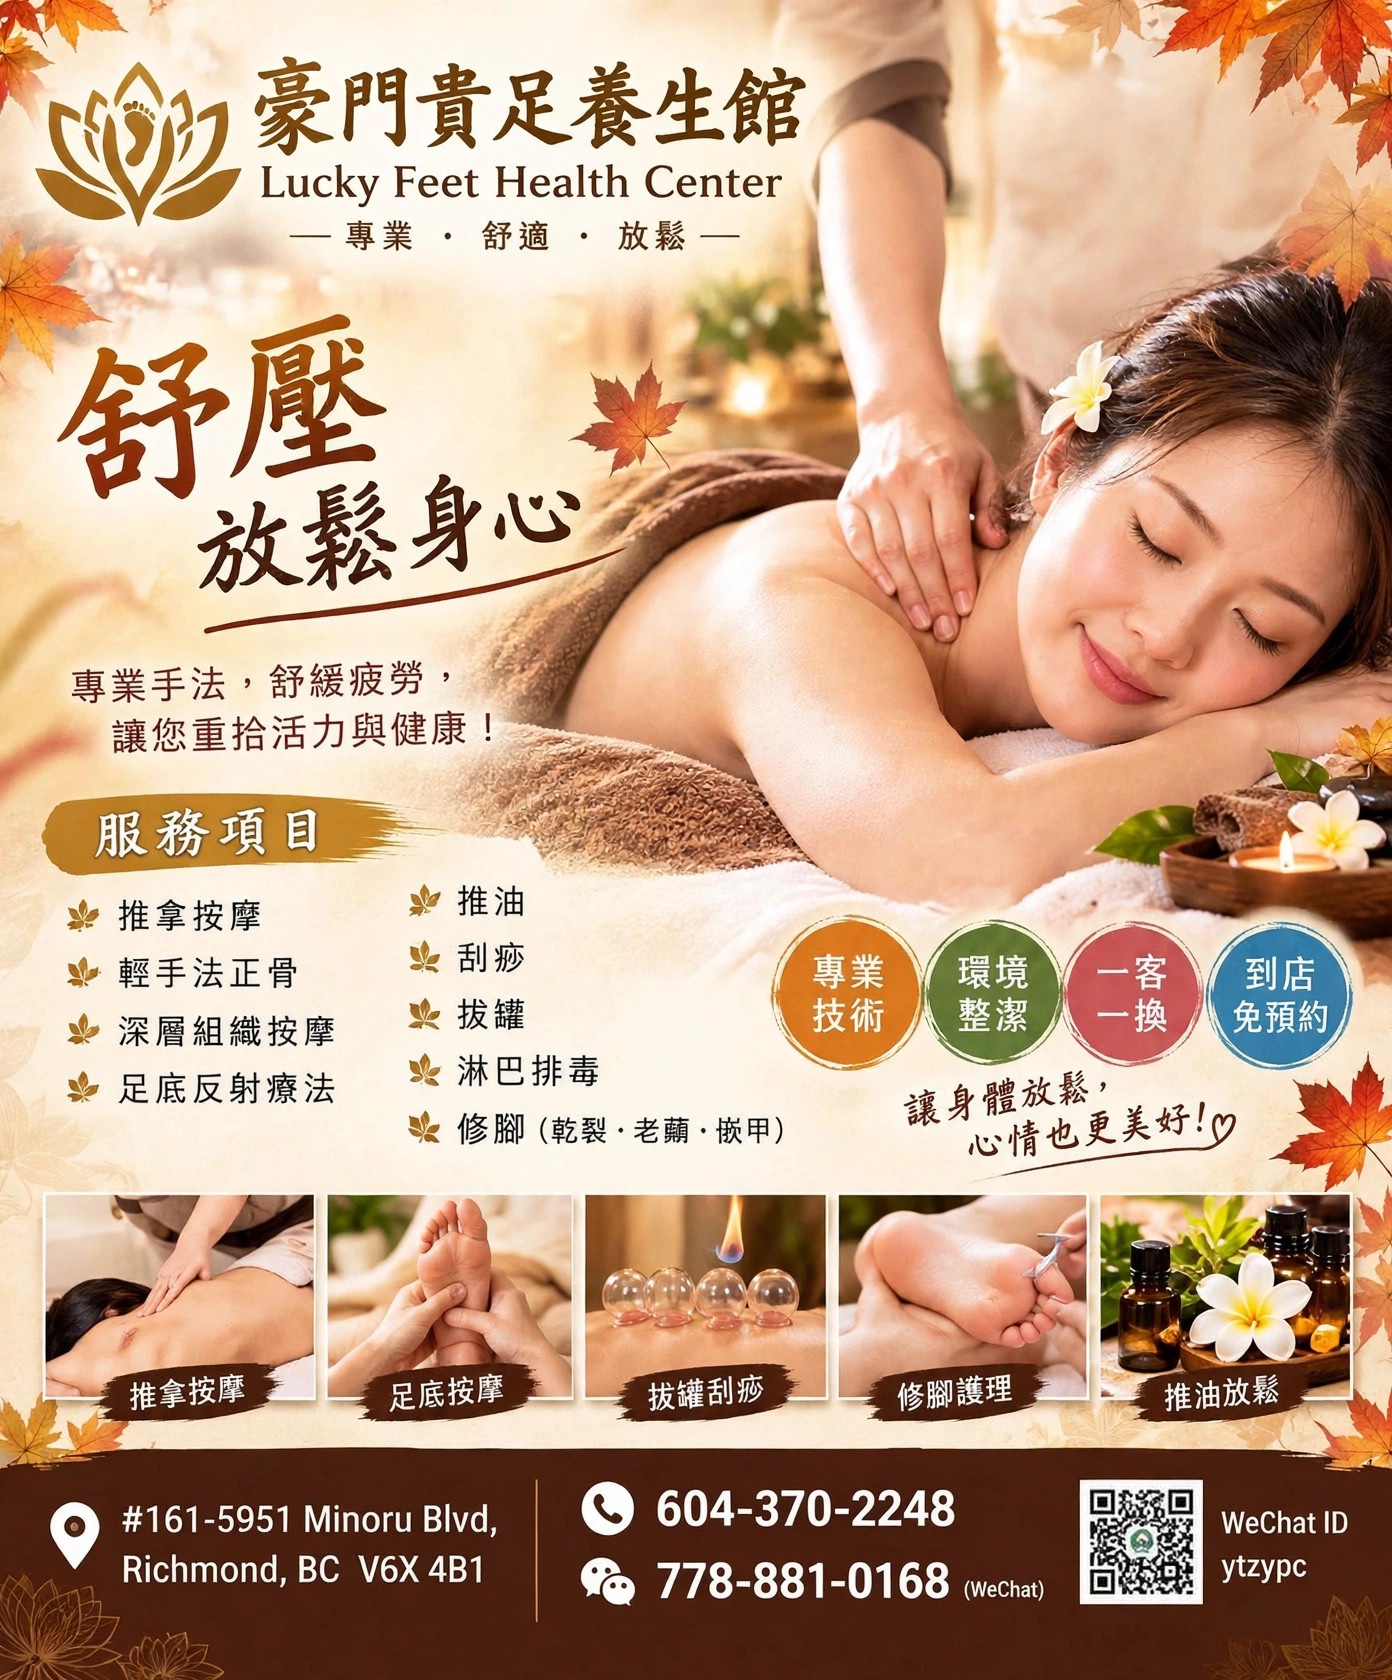 豪門貴足養生館
Lucky Feet Health Center
— 專業 · 舒適 · 放鬆 —
舒壓
放鬆身心
專業手法，舒緩疲勞，
讓您重拾活力與健康！
服務項目
推拿按摩
輕手法正骨
深層組織按摩
足底反射療法
推油
刮痧
拔罐
淋巴排毒
修腳（乾裂·老繭·嵌甲）
專業
技術
環境
整潔
一客
一換
到店
免預約
讓身體放鬆，
心情也更美好！♡
推拿按摩
足底按摩
拔罐刮痧
修腳護理
推油放鬆
#161-5951 Minoru Blvd,
Richmond, BC V6X 4B1
604-370-2248
778-881-0168 (WeChat)
WeChat ID
ytzypc